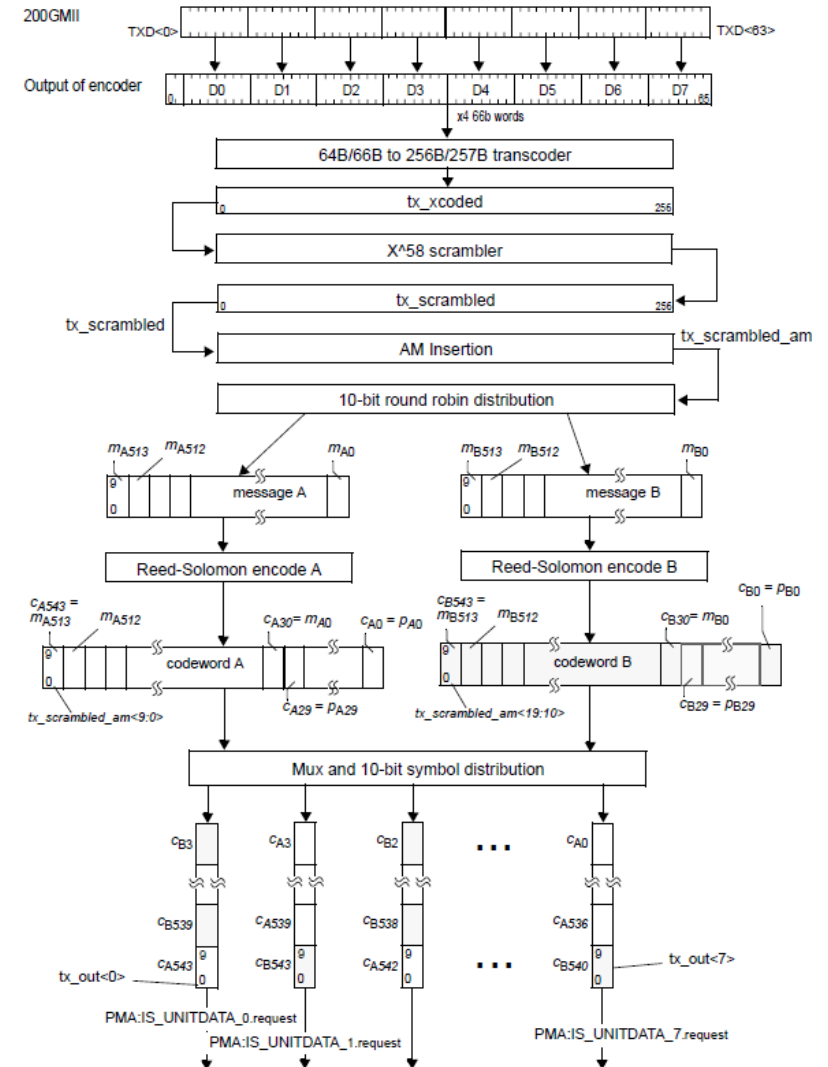 200GMII
TXD<0>
TXD<63>
Output of encoder
0 D0 D1 D2 D3 D4 D5 D6 D7 65
x4 66b words
64B/66B to 256B/257B transcoder
tx_xcoded
0 256
X^58 scrambler
tx_scrambled
0 256
tx_scrambled
tx_scrambled_am
AM Insertion
10-bit round robin distribution
mA513 mA512 mA0
mB513 mB512 mB0
9
0
message A
9
0
message B
Reed-Solomon encode A
Reed-Solomon encode B
cA543 =
mA513 mA512 cA30= mA0 cA0 = pA0
cB543 =
mB513 mB512 cB30= mB0 cB0 = pB0
9
0
codeword A
9
0
codeword B
tx_scrambled_am<9:0>
cA29 = pA29
tx_scrambled_am<19:10>
cB29 = pB29
Mux and 10-bit symbol distribution
cB3 cA3 cB2 ... cA0
cB539 cA539 cB538 cA536
cA543 9 0 cB543 9 0 cA542 9 0 ... cB540 9 0
tx_out<0>
tx_out<7>
PMA:IS_UNITDATA_0.request
PMA:IS_UNITDATA_1.request
PMA:IS_UNITDATA_7.request